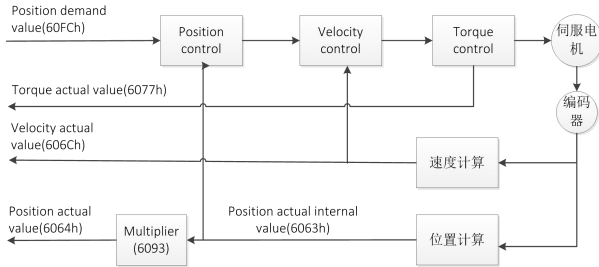 Position demand
value(60FCh)
Position
control
Velocity
control
Torque
control
伺服电
机
Torque actual value(6077h)
编码
器
Velocity actual
value(606Ch)
速度计算
Position actual
value(6064h)
Multiplier
(6093)
Position actual internal
value(6063h)
位置计算